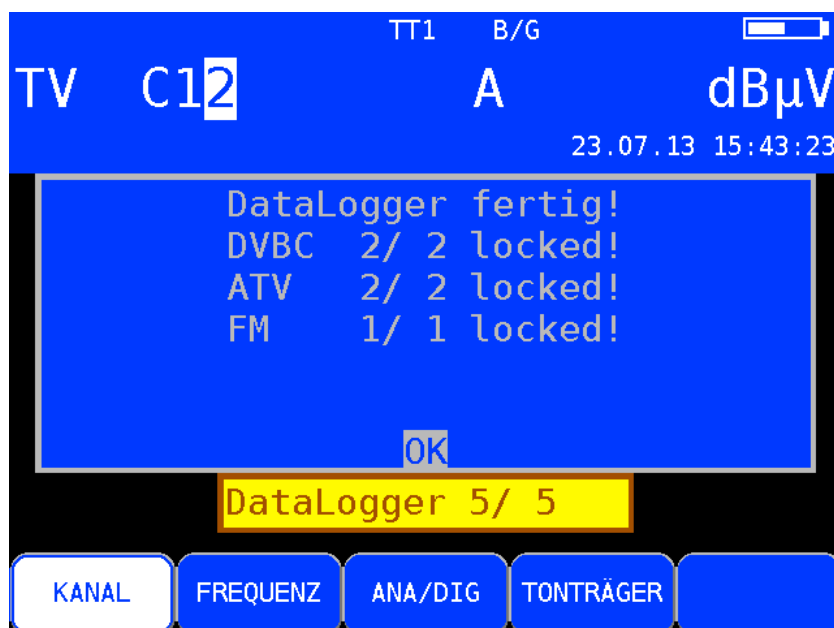 TT1 B/G
TV C12 A dBµV
23.07.13 15:43:23
DataLogger fertig!
DVBC 2/ 2 locked!
ATV 2/ 2 locked!
FM 1/ 1 locked!
OK
DataLogger 5/ 5
KANAL FREQUENZ ANA/DIG TONTRÄGER